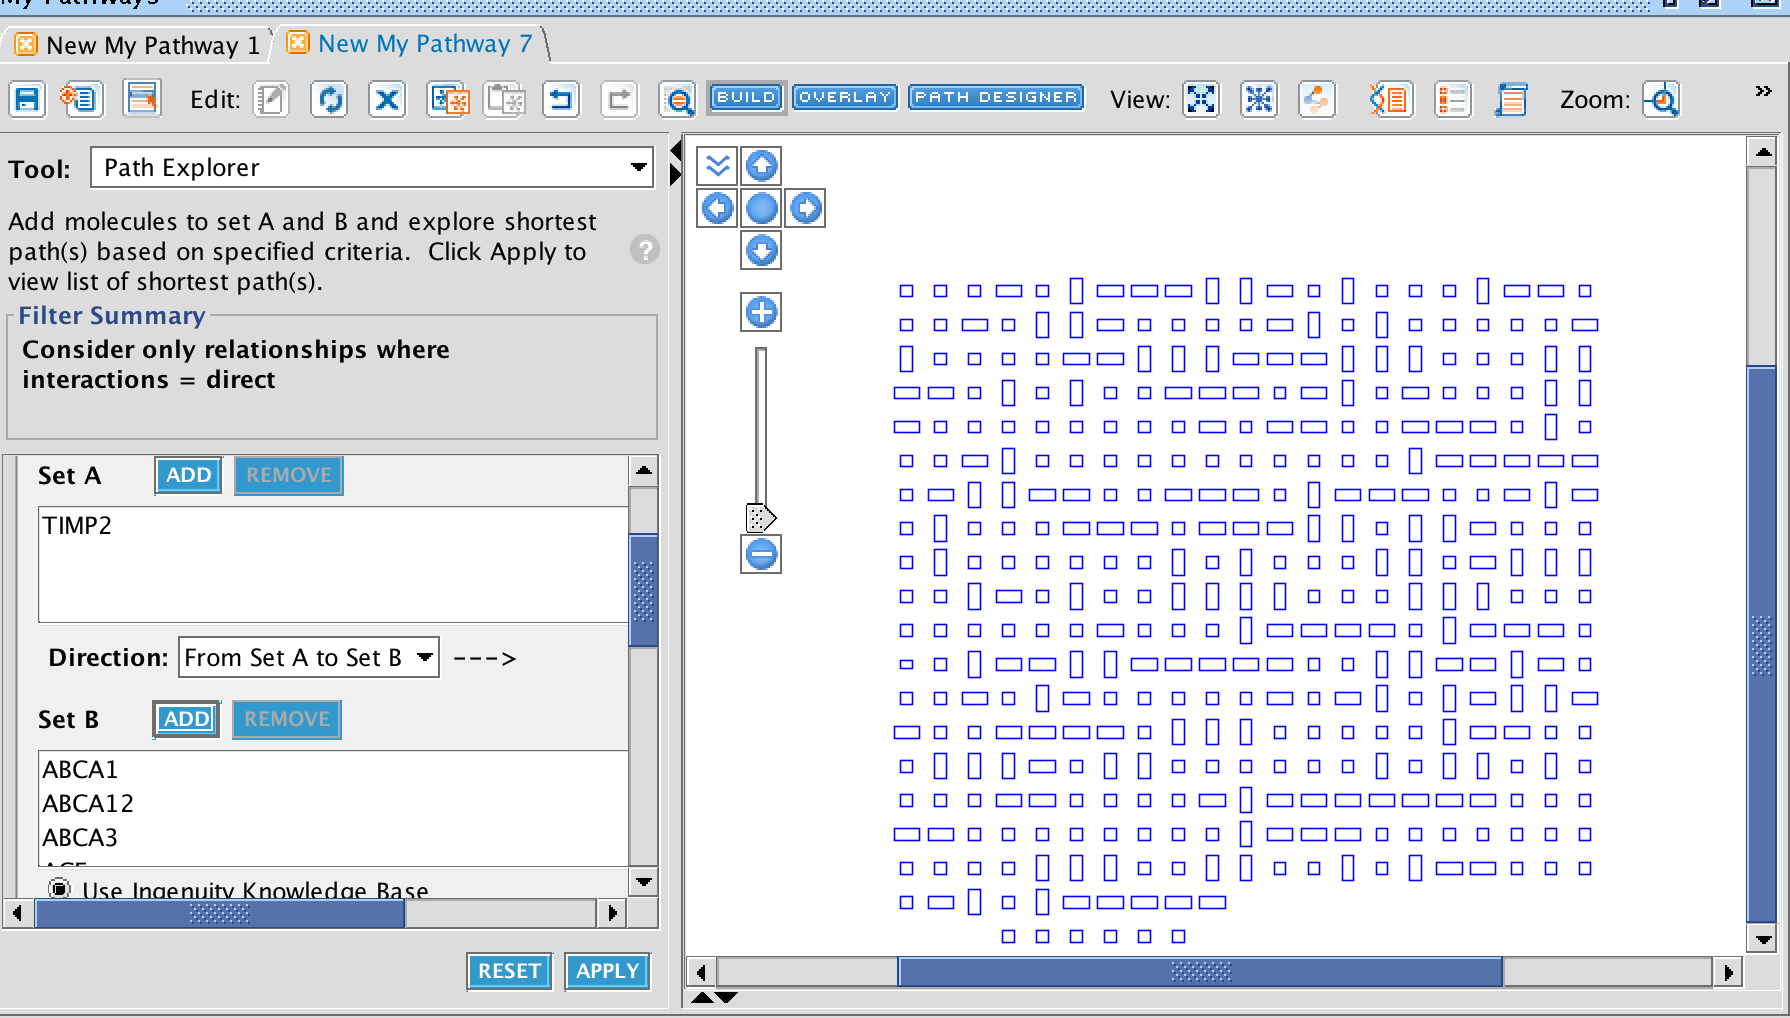 My Pathways
New My Pathway 1
New My Pathway 7
Edit:
BUILD
OVERLAY
PATH DESIGNER
View:
Zoom:
»
Tool:
Path Explorer
Add molecules to set A and B and explore shortest
path(s) based on specified criteria.  Click Apply to
view list of shortest path(s).
?
Filter Summary
Consider only relationships where
interactions = direct
Set A
ADD
REMOVE
TIMP2
Direction:
From Set A to Set B
--->
Set B
ADD
REMOVE
ABCA1
ABCA12
ABCA3
Use Ingenuity Knowledge Base
RESET
APPLY